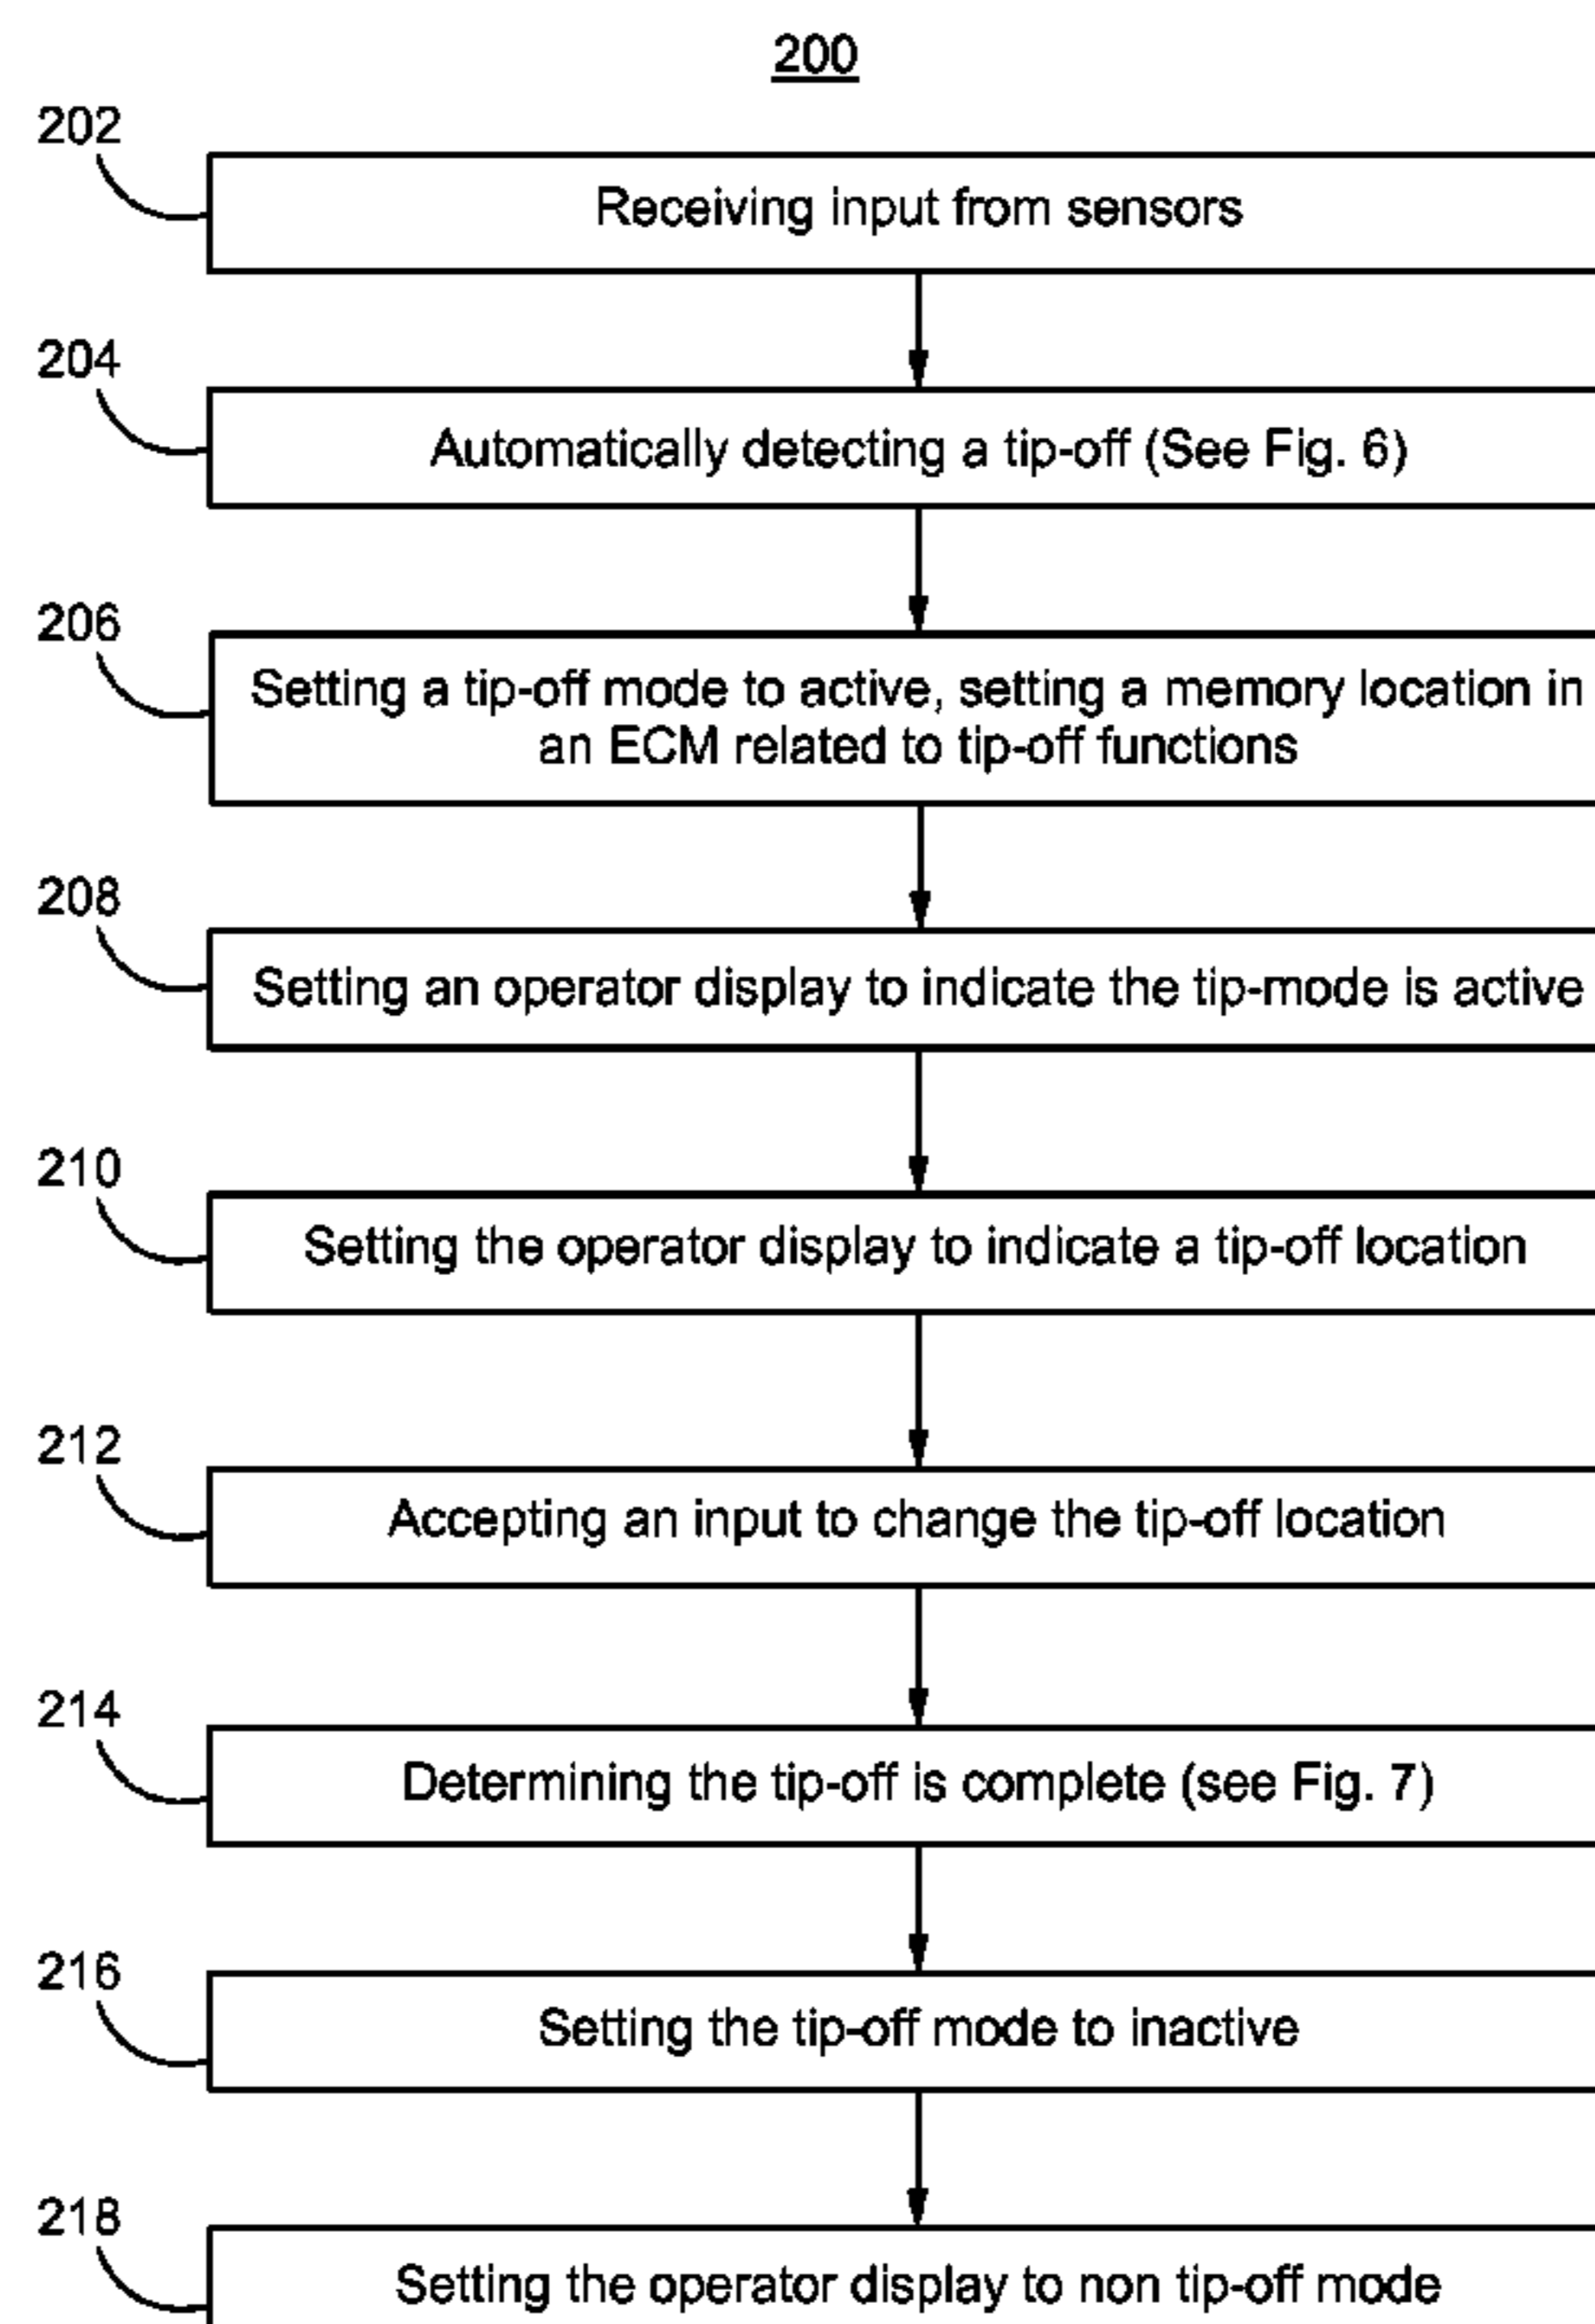 200
202
Receiving input from sensors
204
Automatically detecting a tip-off (See Fig. 6)
206
Setting a tip-off mode to active, setting a memory location in
an ECM related to tip-off functions
208
Setting an operator display to indicate the tip-mode is active
210
Setting the operator display to indicate a tip-off location
212
Accepting an input to change the tip-off location
214
Determining the tip-off is complete (see Fig. 7)
216
Setting the tip-off mode to inactive
218
Setting the operator display to non tip-off mode